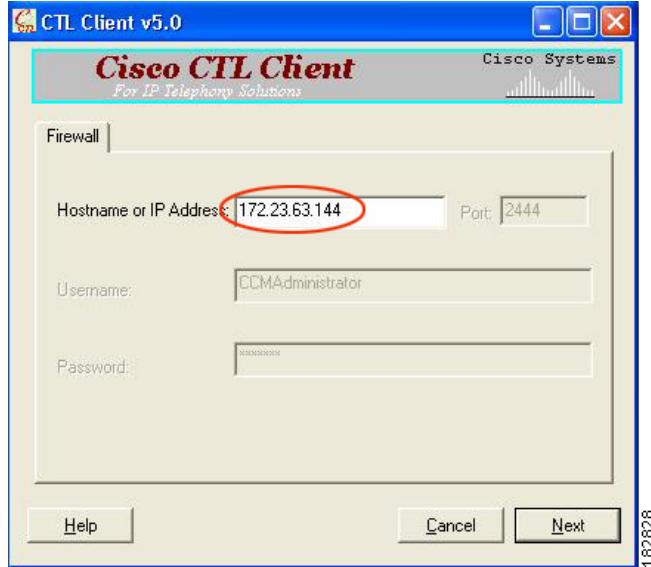 CTL Client v5.0
Cisco CTL Client
For IP Telephony Solutions
Cisco Systems
Firewall
Hostname or IP Address: 172.23.63.144
Port: 2444
Username: CCMAdministrator
Password: xxxxxxx
Help
Cancel
Next
182828